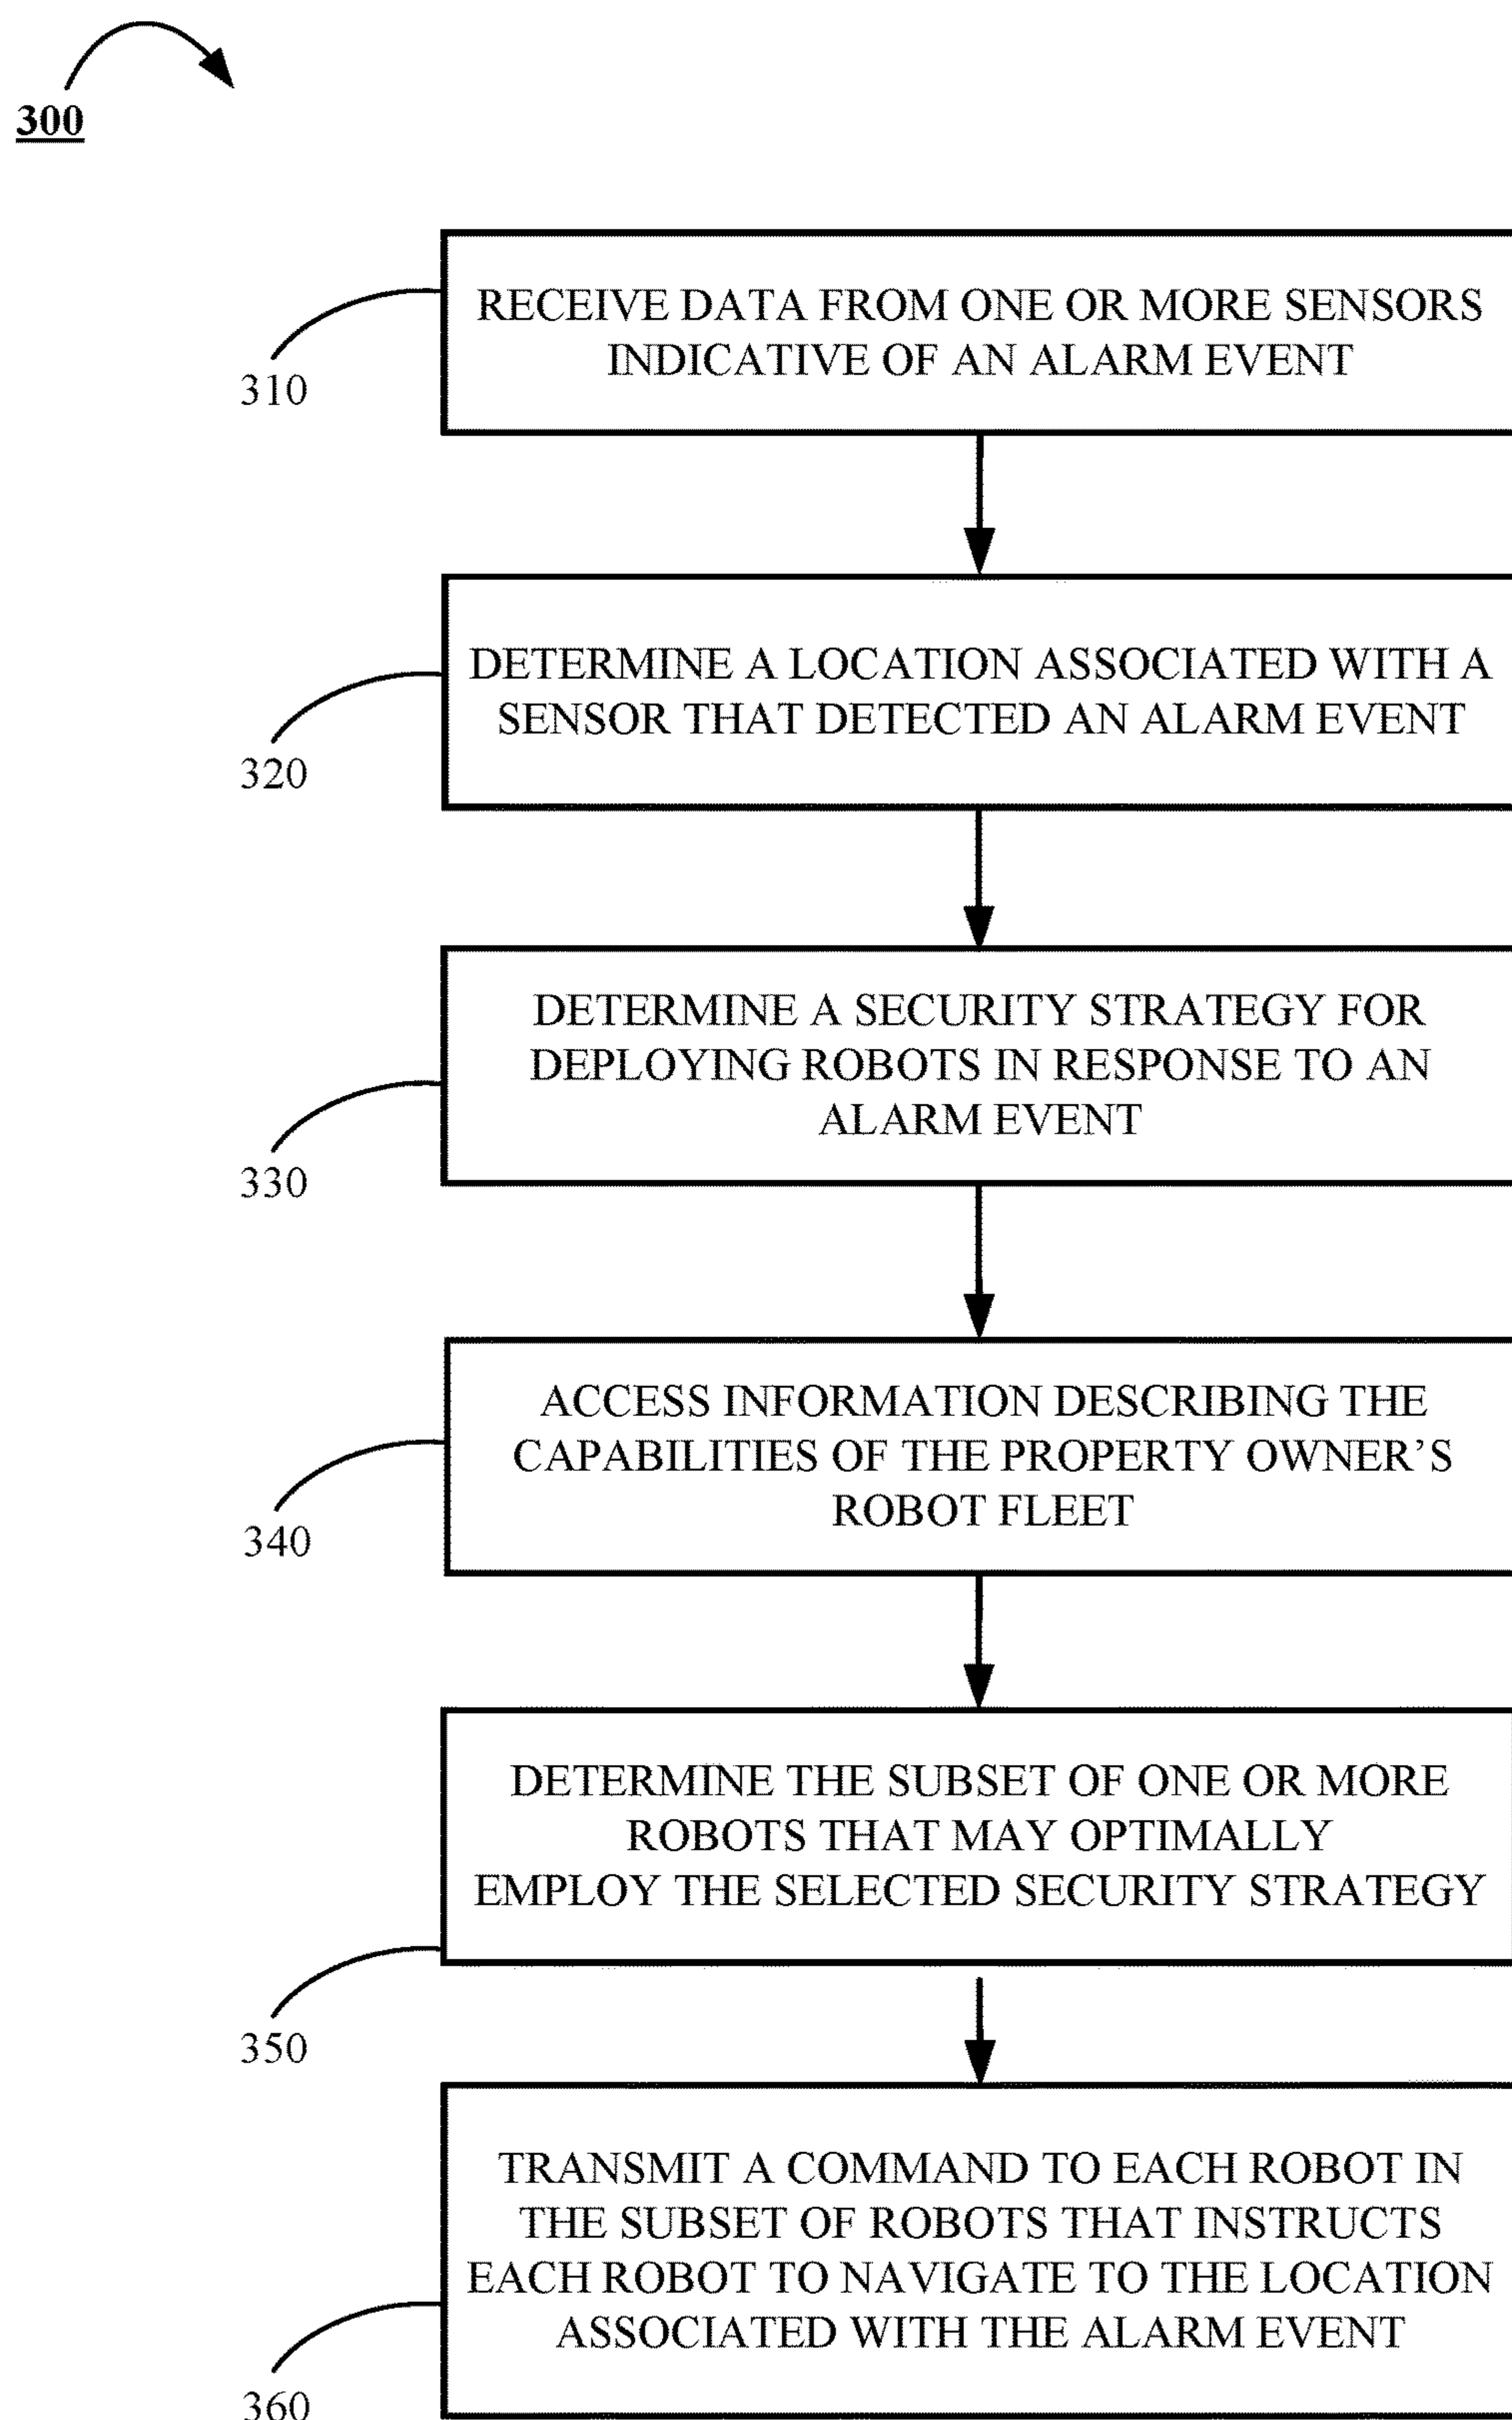 300
RECEIVE DATA FROM ONE OR MORE SENSORS
INDICATIVE OF AN ALARM EVENT
310
DETERMINE A LOCATION ASSOCIATED WITH A
SENSOR THAT DETECTED AN ALARM EVENT
320
DETERMINE A SECURITY STRATEGY FOR
DEPLOYING ROBOTS IN RESPONSE TO AN
ALARM EVENT
330
ACCESS INFORMATION DESCRIBING THE
CAPABILITIES OF THE PROPERTY OWNER'S
ROBOT FLEET
340
DETERMINE THE SUBSET OF ONE OR MORE
ROBOTS THAT MAY OPTIMALLY
EMPLOY THE SELECTED SECURITY STRATEGY
350
TRANSMIT A COMMAND TO EACH ROBOT IN
THE SUBSET OF ROBOTS THAT INSTRUCTS
EACH ROBOT TO NAVIGATE TO THE LOCATION
ASSOCIATED WITH THE ALARM EVENT
360